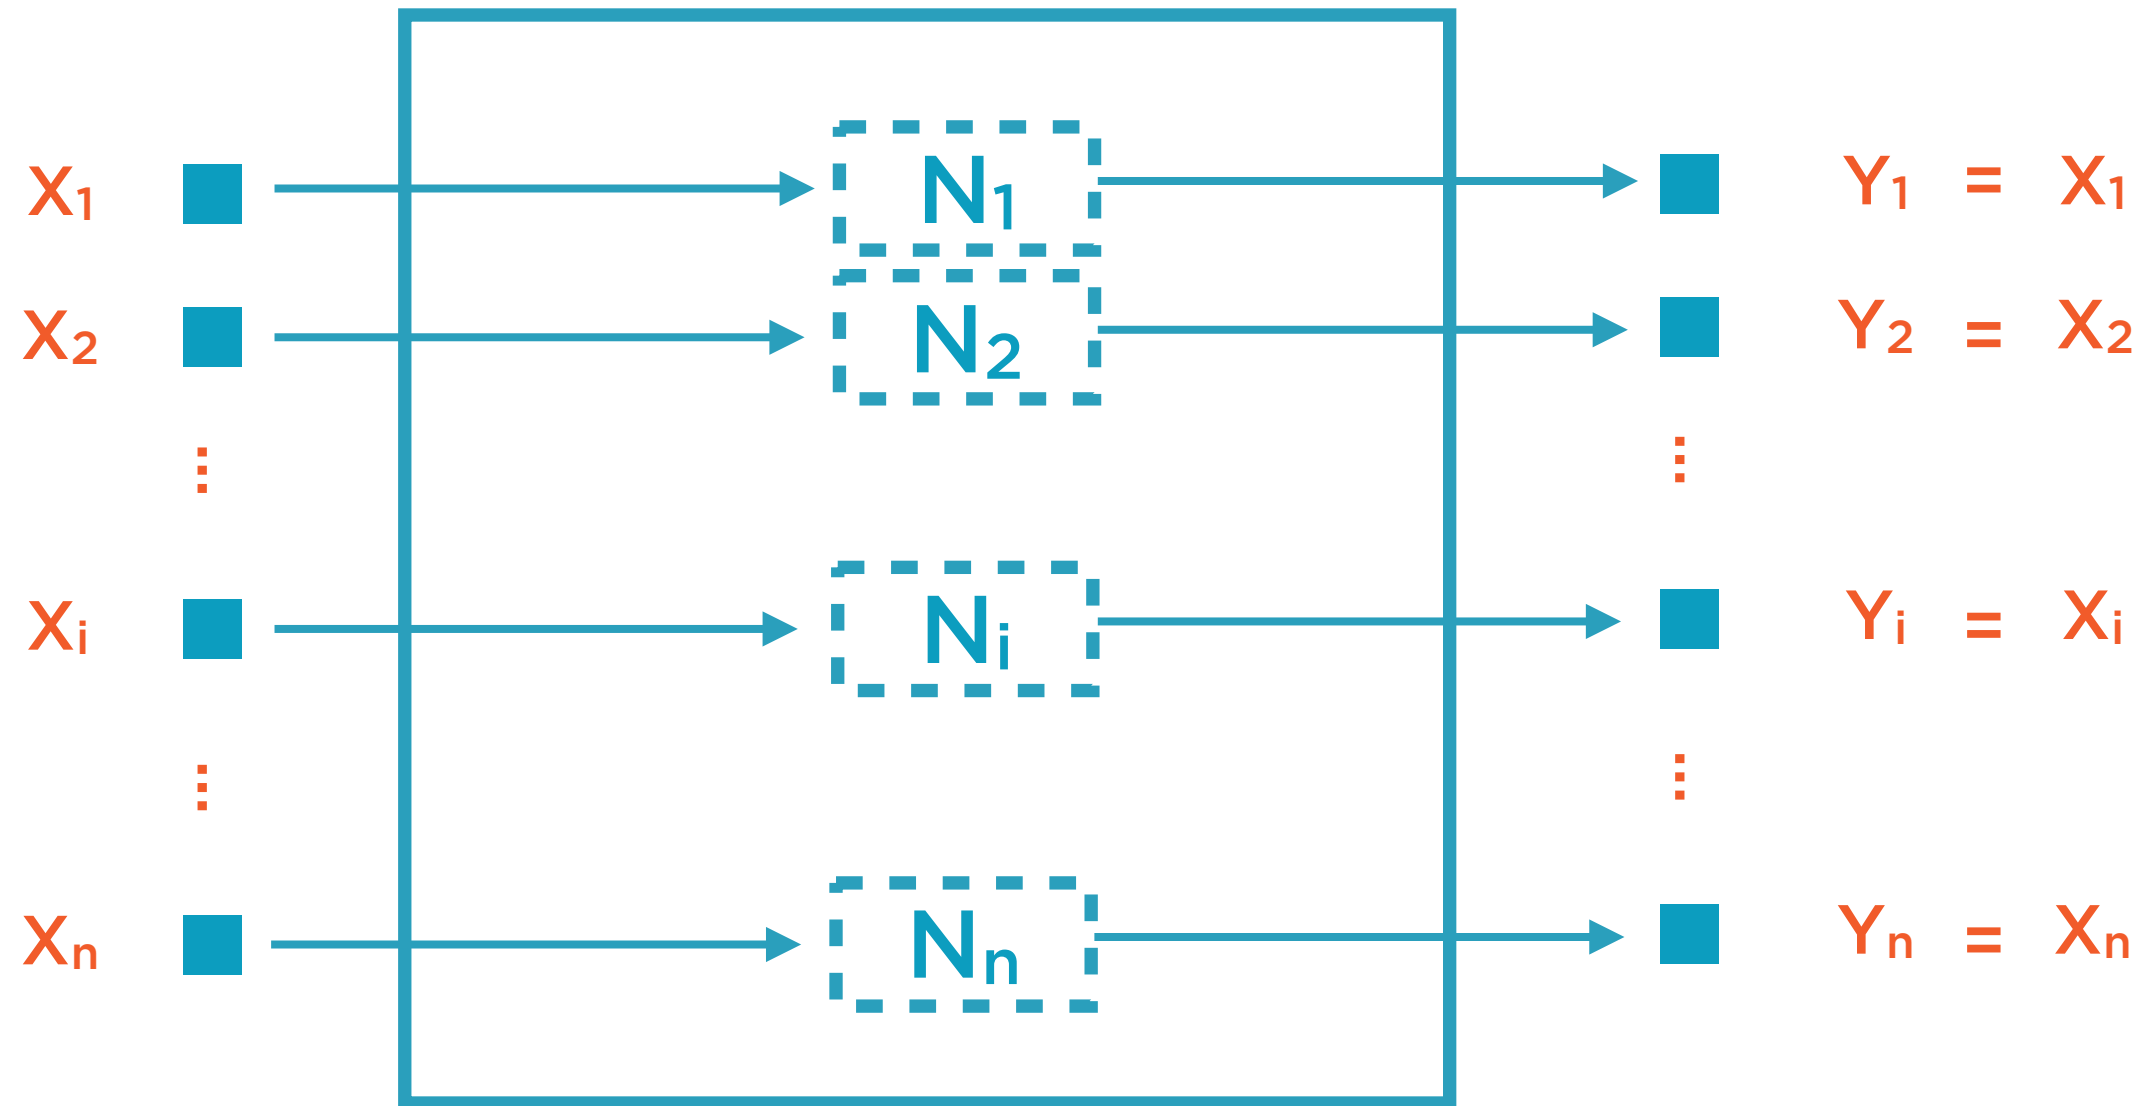 X1 N1 Y1 = X1
X2 N2 Y2 = X2
⋮ ⋮
Xi Ni Yi = Xi
⋮ ⋮
Xn Nn Yn = Xn